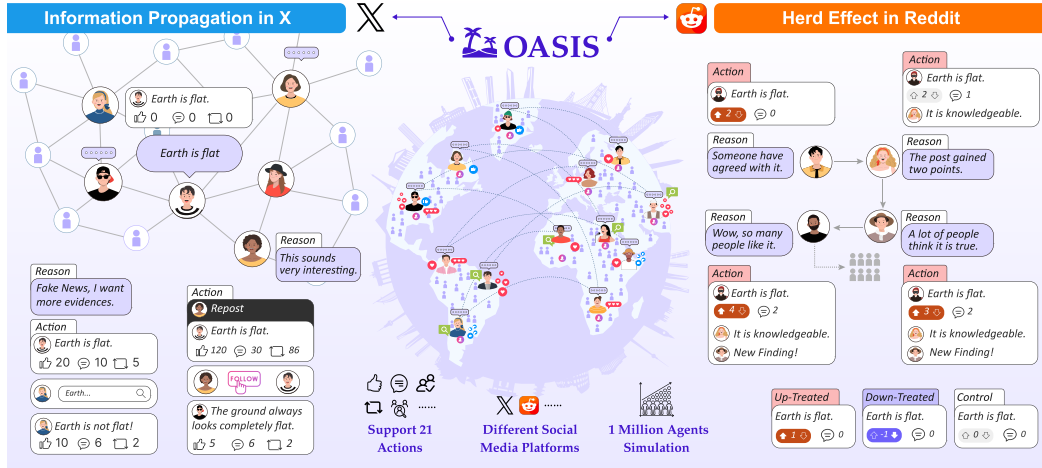 Information Propagation in X
OASIS
Herd Effect in Reddit
Earth is flat.
0 0 0
Earth is flat
Reason
This sounds
very interesting.
Reason
Fake News, I want
more evidences.
Action
Earth is flat.
20 10 5
Earth...
Earth is not flat!
10 6 2
Action
Repost
Earth is flat.
120 30 86
FOLLOW
The ground always
looks completely flat.
5 6 2
Support 21
Actions
......
Different Social
Media Platforms
......
1 Million Agents
Simulation
Action
Earth is flat.
2 0
Reason
Someone have
agreed with it.
Action
Earth is flat.
2 1
It is knowledgeable.
Reason
The post gained
two points.
Reason
Wow, so many
people like it.
Reason
A lot of people
think it is true.
Action
Earth is flat.
4 2
It is knowledgeable.
New Finding!
Action
Earth is flat.
3 2
It is knowledgeable.
New Finding!
Up-Treated
Earth is flat.
1 0
Down-Treated
Earth is flat.
-1 0
Control
Earth is flat.
0 0